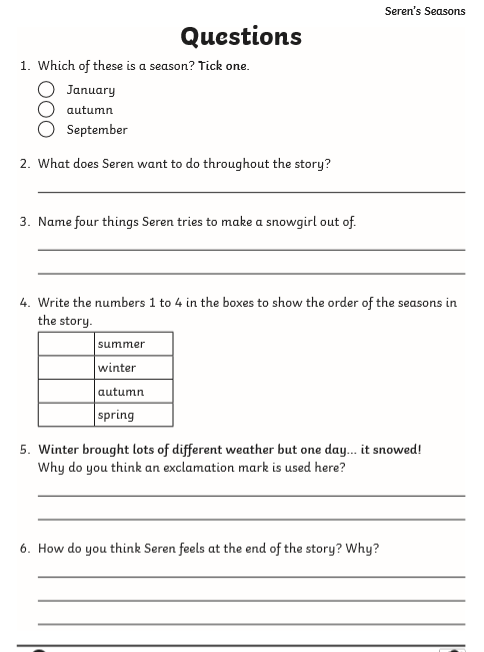 Seren's Seasons
Questions
1. Which of these is a season? Tick one.
January
autumn
September
2. What does Seren want to do throughout the story?
3. Name four things Seren tries to make a snowgirl out of.
4. Write the numbers 1 to 4 in the boxes to show the order of the seasons in
the story.
summer
winter
autumn
spring
5. Winter brought lots of different weather but one day... it snowed!
Why do you think an exclamation mark is used here?
6. How do you think Seren feels at the end of the story? Why?